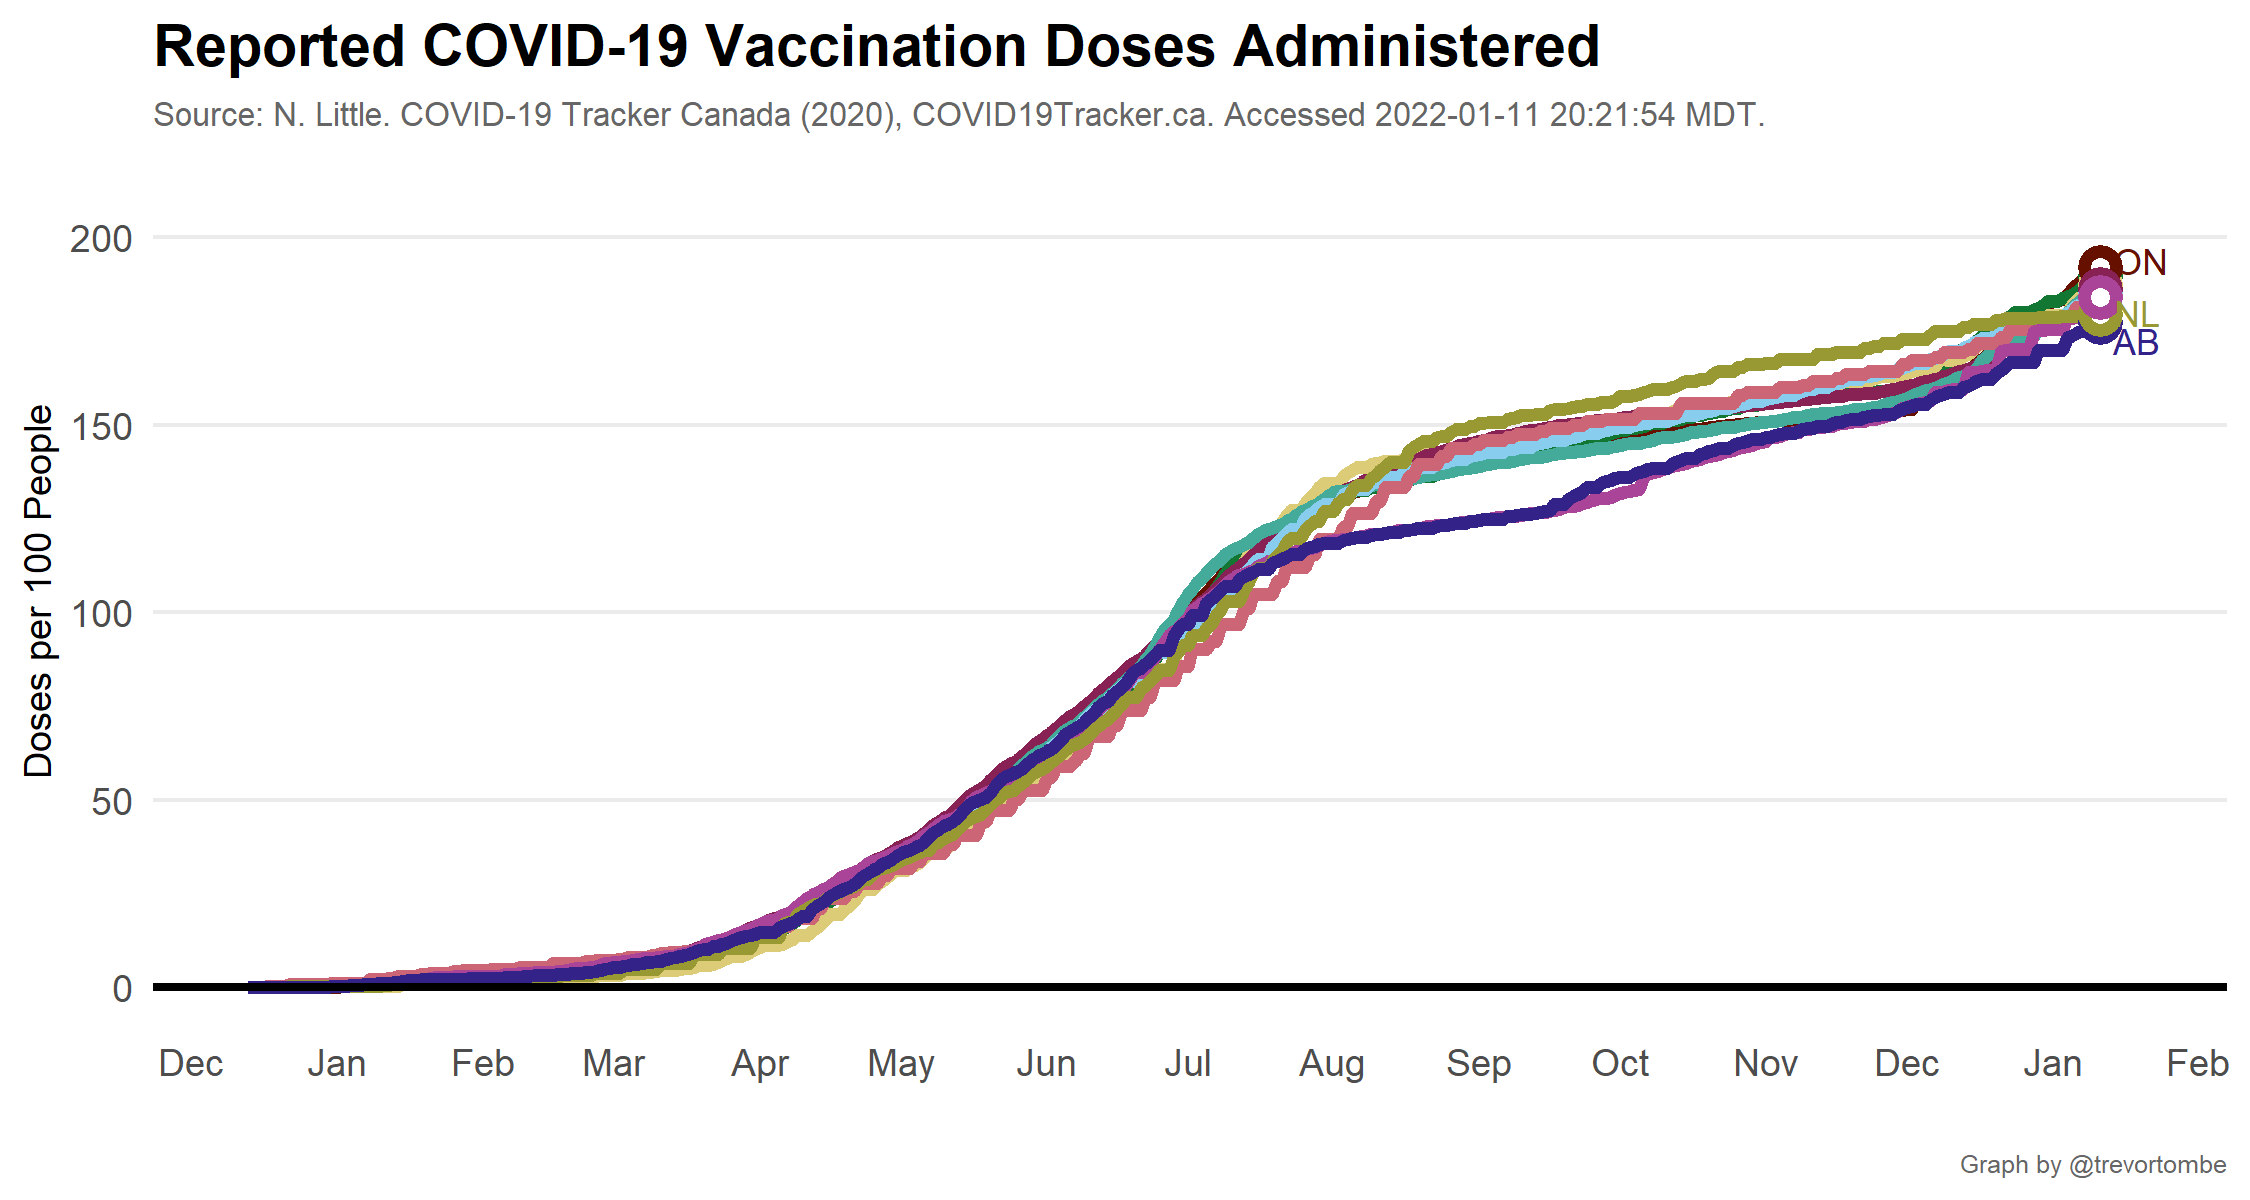 Reported COVID-19 Vaccination Doses Administered
Source: N. Little. COVID-19 Tracker Canada (2020), COVID19Tracker.ca. Accessed 2022-01-11 20:21:54 MDT.
Doses per 100 People
200
150
100
50
0
ON
NL
AB
Dec Jan Feb Mar Apr May Jun Jul Aug Sep Oct Nov Dec Jan Feb
Graph by @trevortombe